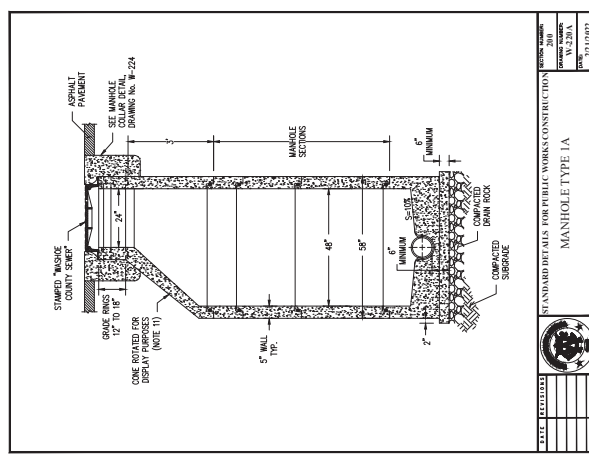 STAMPED "WASHOE
COUNTY SEWER"
ASPHALT
PAVEMENT
SEE MANHOLE
COLLAR DETAIL,
DRAWING No. W-224
GRADE RINGS
12" TO 18"
24"
CONE ROTATED FOR
DISPLAY PURPOSES
(NOTE 11)
MANHOLE
SECTIONS
5" WALL
TYP.
48"
58"
S=10%
6"
MINIMUM
6"
MINIMUM
2"
COMPACTED
DRAIN ROCK
COMPACTED
SUBGRADE
DATE
REVISIONS
STANDARD DETAILS FOR PUBLIC WORKS CONSTRUCTION
MANHOLE TYPE 1A
SECTION NUMBER:
200
DRAWING NUMBER:
W-220A
DATE: